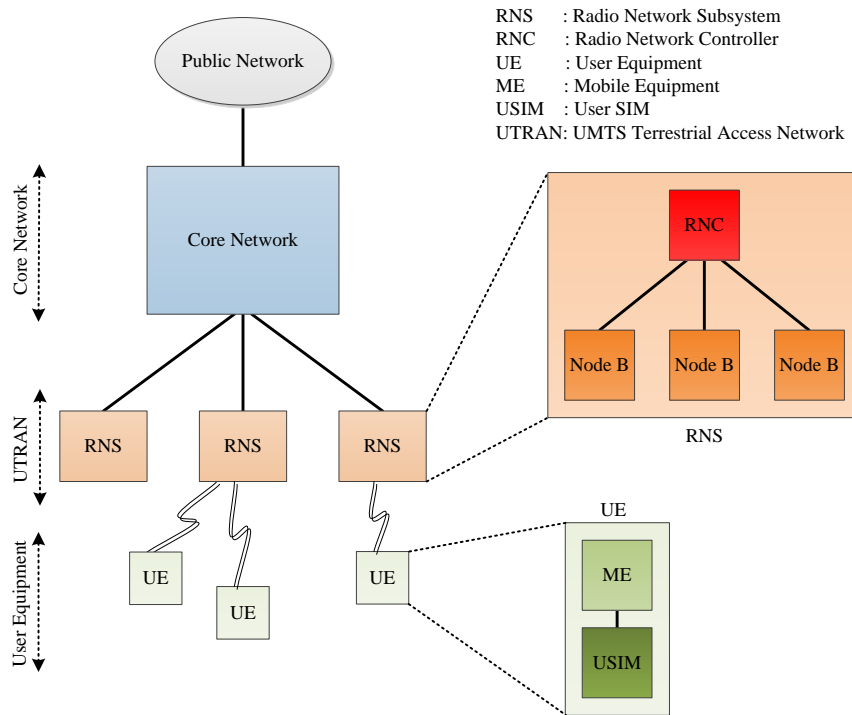 Public Network
RNS : Radio Network Subsystem
RNC : Radio Network Controller
UE : User Equipment
ME : Mobile Equipment
USIM : User SIM
UTRAN: UMTS Terrestrial Access Network
Core Network
Core Network
RNC
Node B
Node B
Node B
RNS
UTRAN
RNS
RNS
RNS
User Equipment
UE
UE
UE
UE
ME
USIM